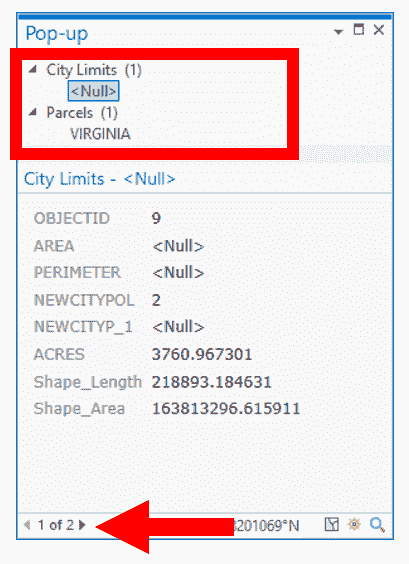 Pop-up
City Limits (1)
<Null>
Parcels (1)
VIRGINIA
City Limits - <Null>
OBJECTID 9
AREA <Null>
PERIMETER <Null>
NEWCITYPOL 2
NEWCITYP_1 <Null>
ACRES 3760.967301
Shape_Length 218893.184631
Shape_Area 163813296.615911
1 of 2 201069°N